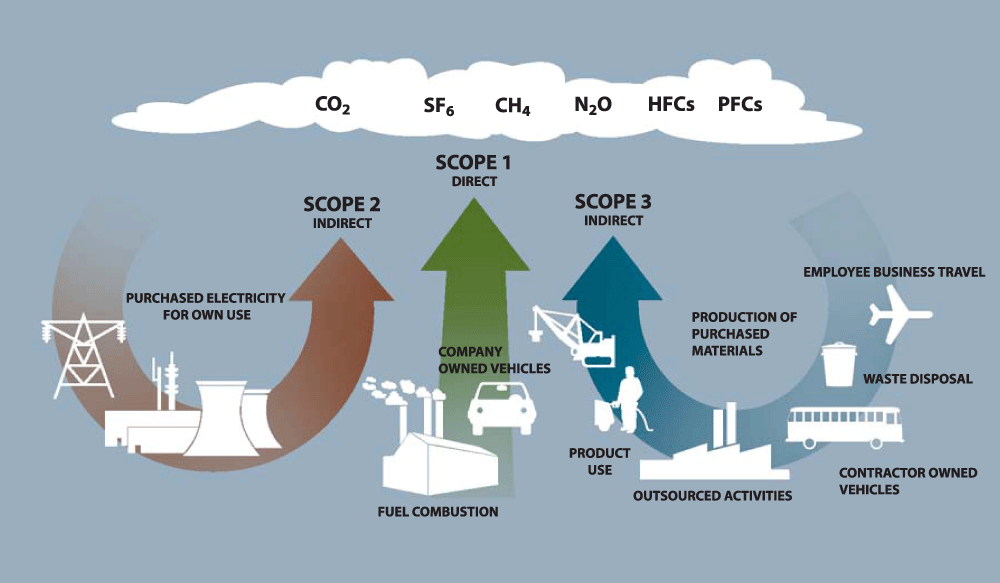 CO₂ SF₆ CH₄ N₂O HFCs PFCs
SCOPE 1
DIRECT
SCOPE 2
INDIRECT
SCOPE 3
INDIRECT
PURCHASED ELECTRICITY
FOR OWN USE
COMPANY
OWNED VEHICLES
FUEL COMBUSTION
EMPLOYEE BUSINESS TRAVEL
PRODUCTION OF
PURCHASED
MATERIALS
WASTE DISPOSAL
PRODUCT
USE
OUTSOURCED ACTIVITIES
CONTRACTOR OWNED
VEHICLES